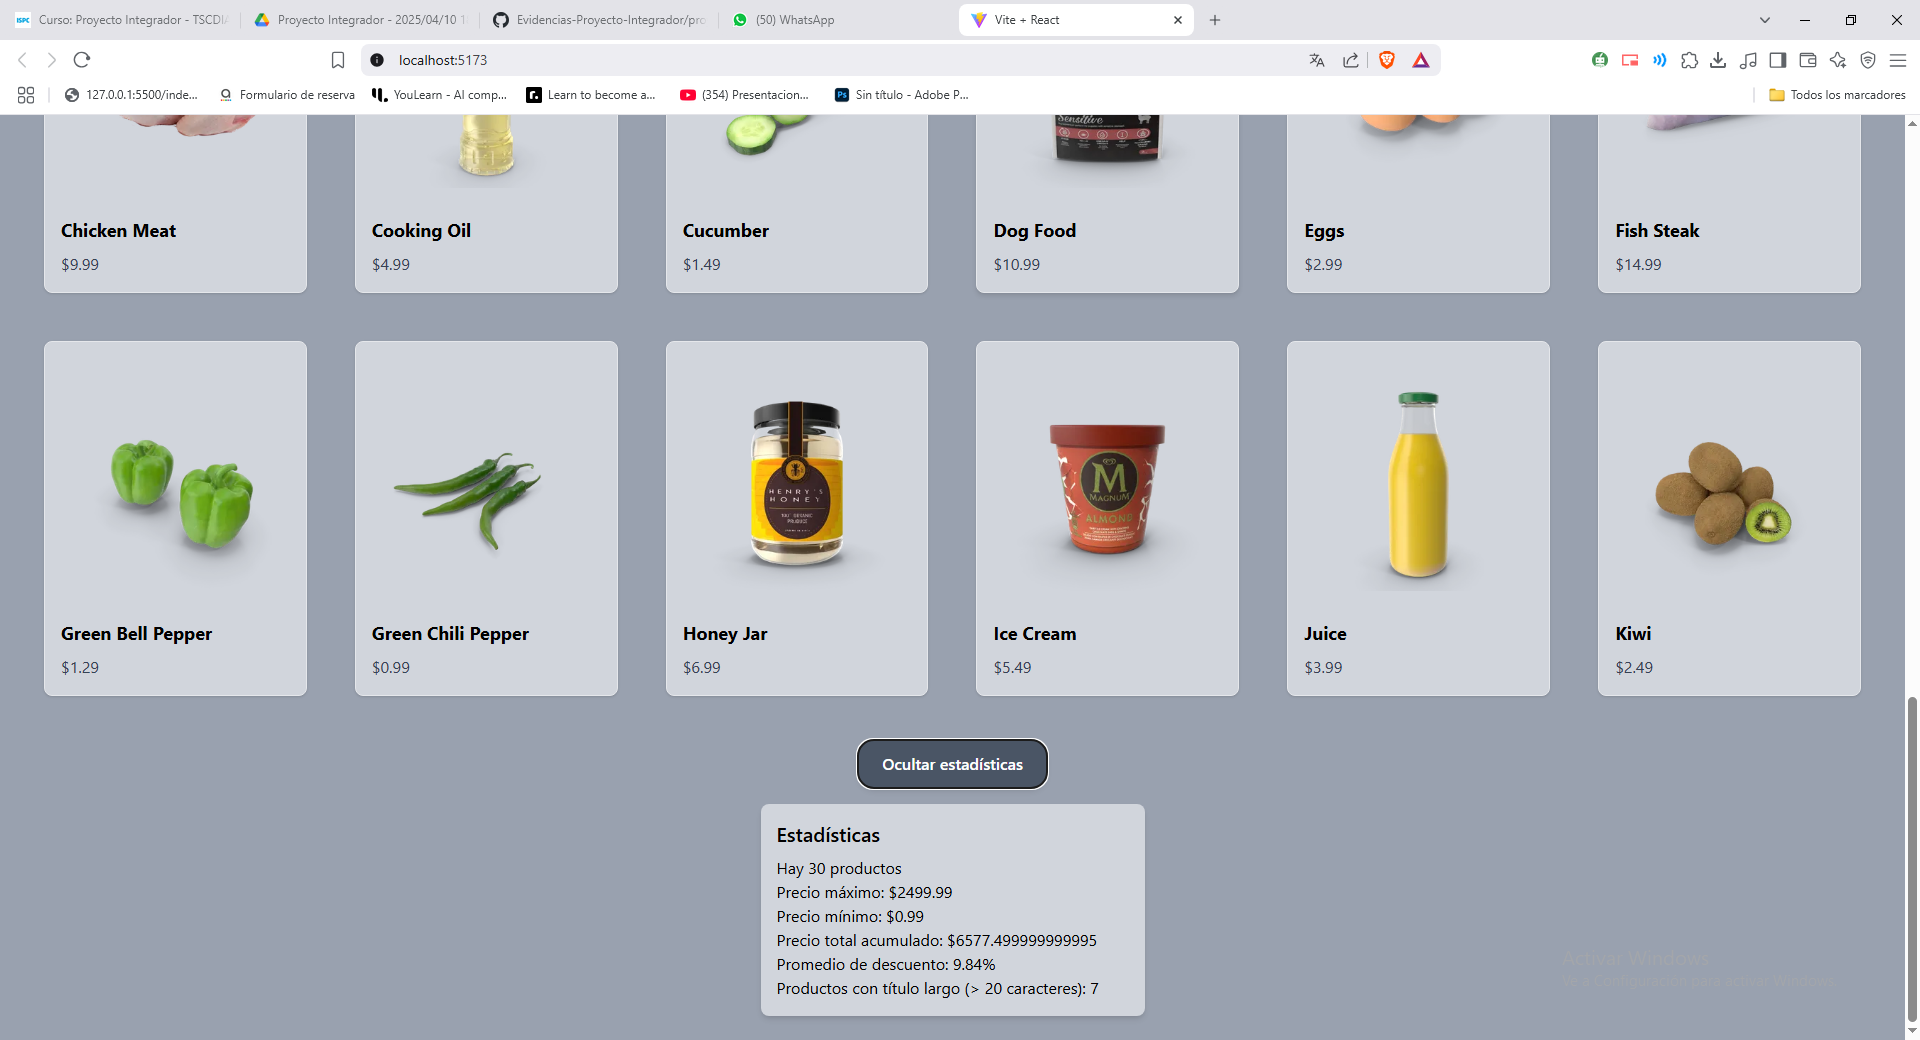 Curso: Proyecto Integrador - TSCDI
Proyecto Integrador - 2025/04/10 1
Evidencias-Proyecto-Integrador/pro
(50) WhatsApp
Vite + React
localhost:5173
127.0.0.1:5500/inde...
Formulario de reserva
YouLearn - AI comp...
Learn to become a...
(354) Presentacion...
Sin título - Adobe P...
Todos los marcadores
Sensitive
Chicken Meat
Cooking Oil
Cucumber
Dog Food
Eggs
Fish Steak
$9.99
$4.99
$1.49
$10.99
$2.99
$14.99
HENRY'S
HONEY
100% ORGANIC
PRODUCE
M
MAGNUM
ALMOND
Green Bell Pepper
Green Chili Pepper
Honey Jar
Ice Cream
Juice
Kiwi
$1.29
$0.99
$6.99
$5.49
$3.99
$2.49
Ocultar estadísticas
Estadísticas
Hay 30 productos
Precio máximo: $2499.99
Precio mínimo: $0.99
Precio total acumulado: $6577.499999999995
Promedio de descuento: 9.84%
Productos con título largo (> 20 caracteres): 7
Activar Windows
Ve a Configuración para activar Windows.